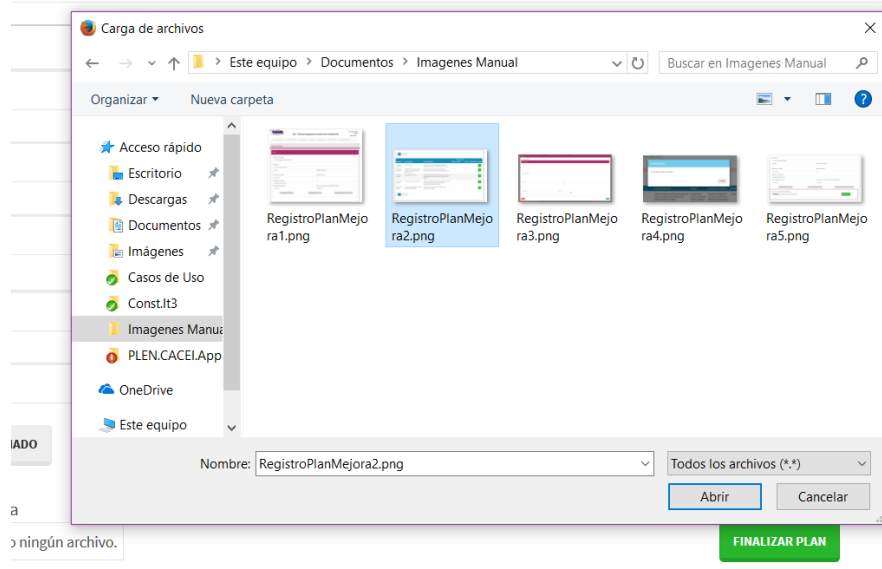 Carga de archivos
Este equipo > Documentos > Imagenes Manual
Buscar en Imagenes Manual
Organizar
Nueva carpeta
Acceso rápido
Escritorio
Descargas
Documentos
Imágenes
Casos de Uso
Const.It3
Imagenes Manua
PLEN.CACEI.App
OneDrive
Este equipo
RegistroPlanMejo
ra1.png
RegistroPlanMejo
ra2.png
RegistroPlanMejo
ra3.png
RegistroPlanMejo
ra4.png
RegistroPlanMejo
ra5.png
Nombre: RegistroPlanMejora2.png
Todos los archivos (*.*)
Abrir
Cancelar
ADO
a
o ningún archivo.
FINALIZAR PLAN